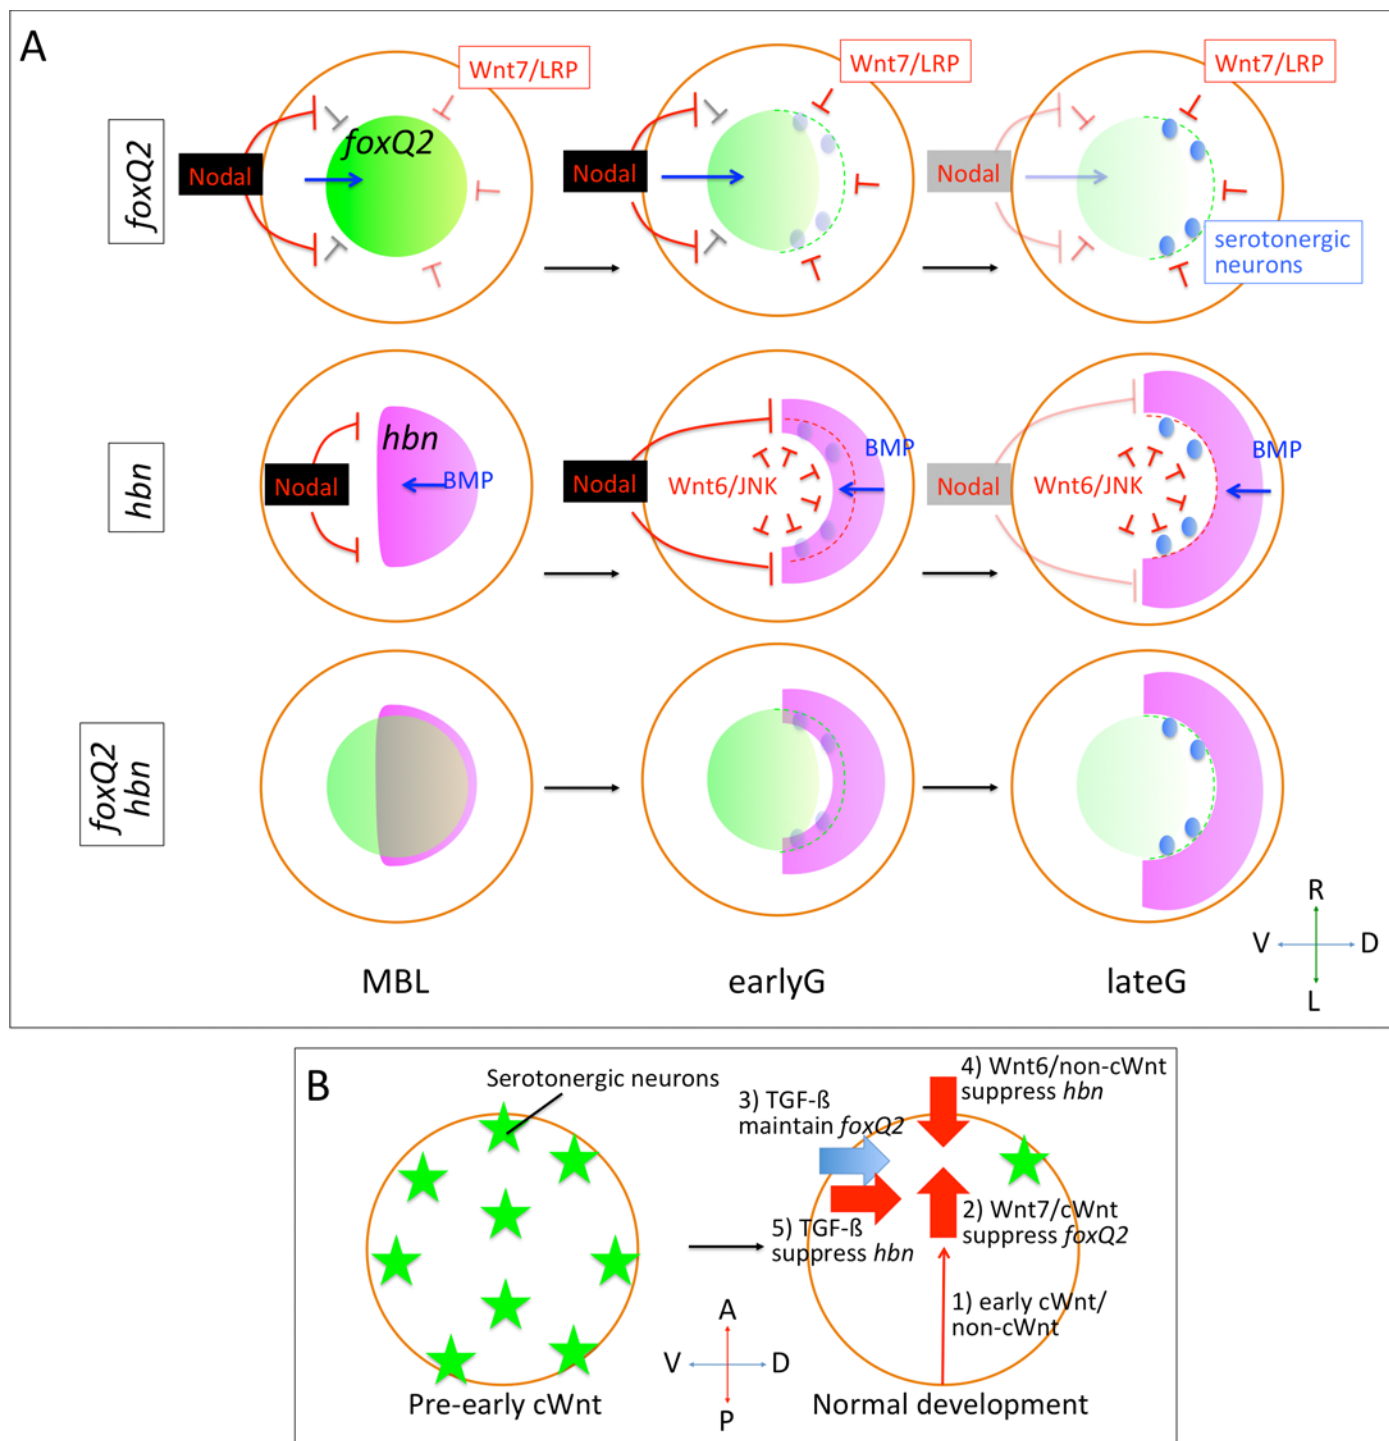 A
foxQ2
Wnt7/LRP
Wnt7/LRP
Wnt7/LRP
foxQ2
Nodal
Nodal
Nodal
serotonergic
neurons
hbn
hbn
Nodal
BMP
Nodal
Wnt6/JNK
BMP
Nodal
Wnt6/JNK
BMP
foxQ2
hbn
MBL
earlyG
lateG
R
V
D
L
B
Serotonergic neurons
Pre-early cWnt
3) TGF-ß
maintain foxQ2
4) Wnt6/non-cWnt
suppress hbn
5) TGF-ß
suppress hbn
2) Wnt7/cWnt
suppress foxQ2
1) early cWnt/
non-cWnt
A
V
D
P
Normal development